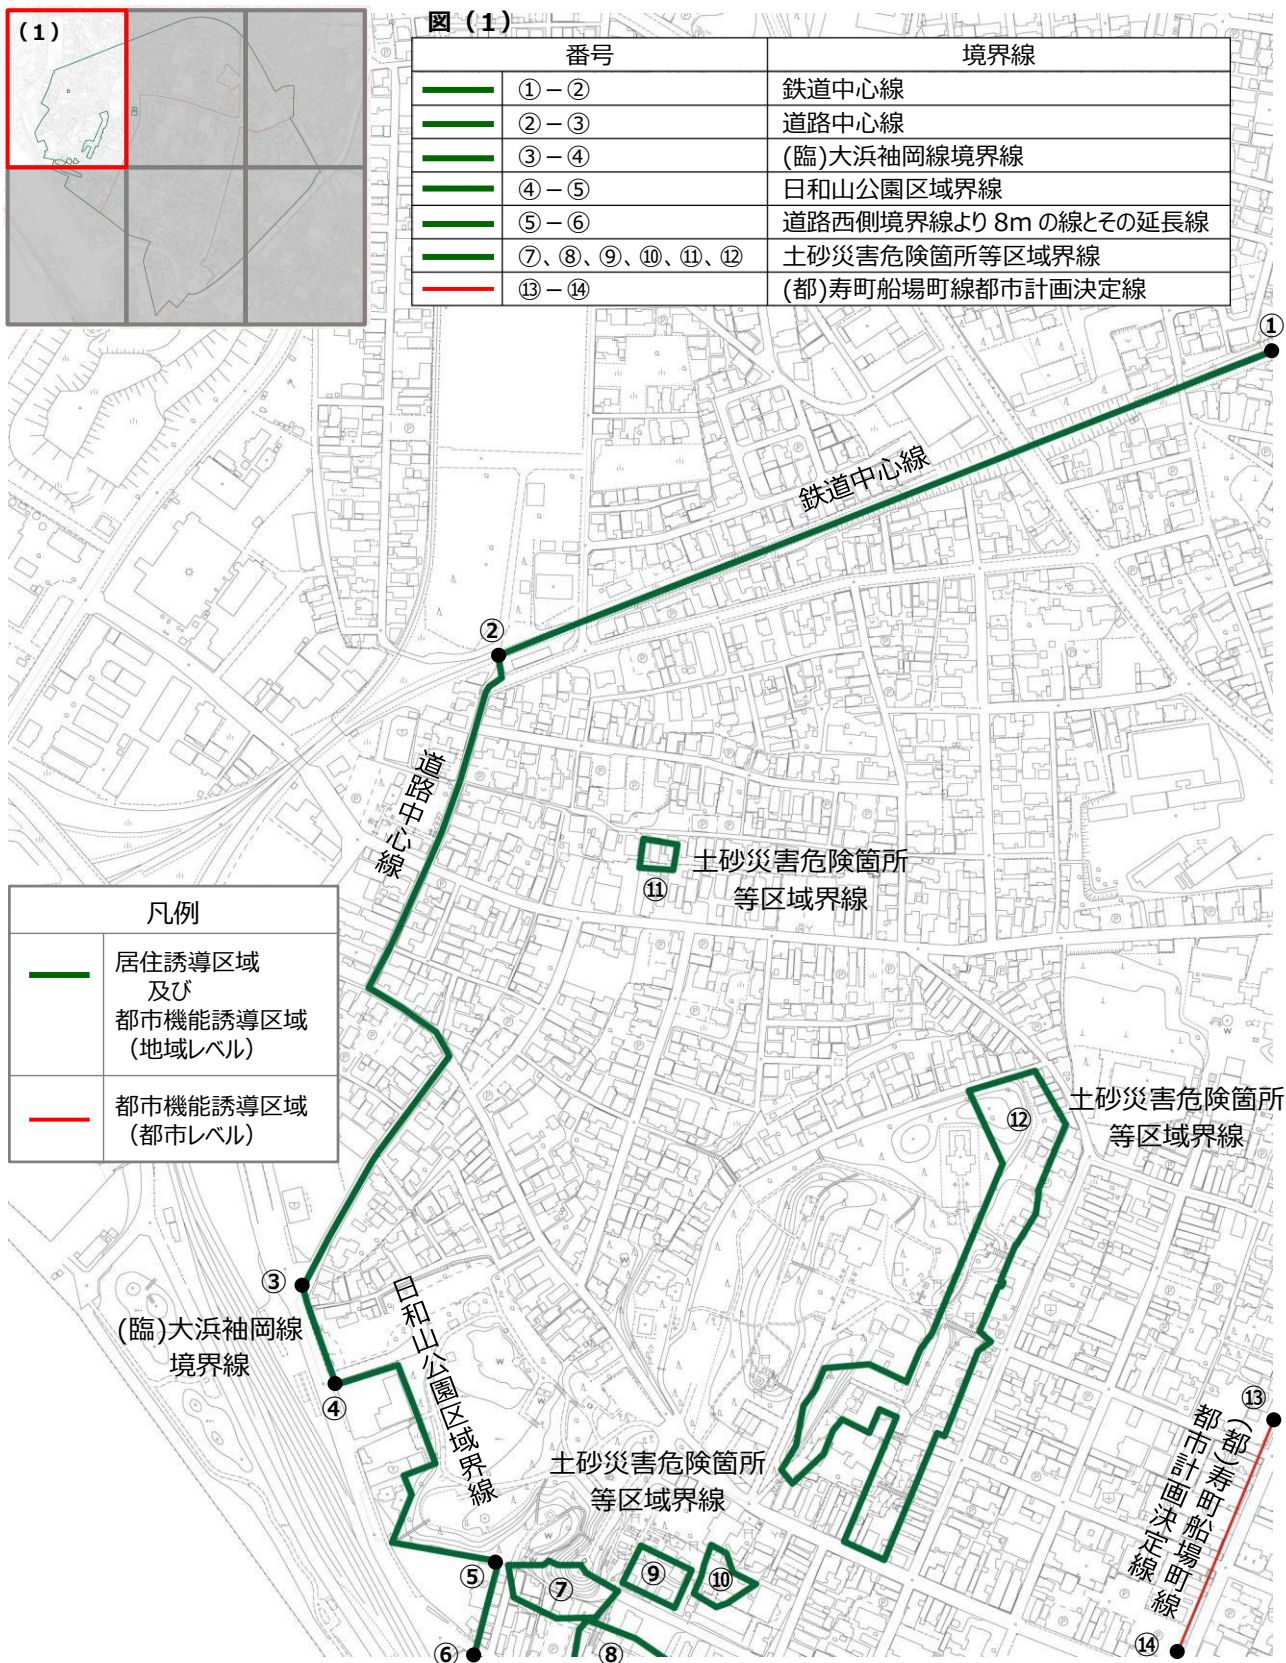 (1)
図(1)
番号 境界線
①-② 鉄道中心線
②-③ 道路中心線
③-④ (臨)大浜袖岡線境界線
④-⑤ 日和山公園区域界線
⑤-⑥ 道路西側境界線より 8m の線とその延長線
⑦、⑧、⑨、⑩、⑪、⑫ 土砂災害危険箇所等区域界線
⑬-⑭ (都)寿町船場町線都市計画決定線
①
鉄道中心線
②
道路中心線
土砂災害危険箇所
等区域界線
⑪
凡例
居住誘導区域
及び
都市機能誘導区域
(地域レベル)
都市機能誘導区域
(都市レベル)
⑫
土砂災害危険箇所
等区域界線
③
(臨)大浜袖岡線
境界線
④
日和山公園区域界線
土砂災害危険箇所
等区域界線
⑬
(都)寿町船場町線
都市計画決定線
⑤
⑦
⑨
⑩
⑥
⑧
⑭